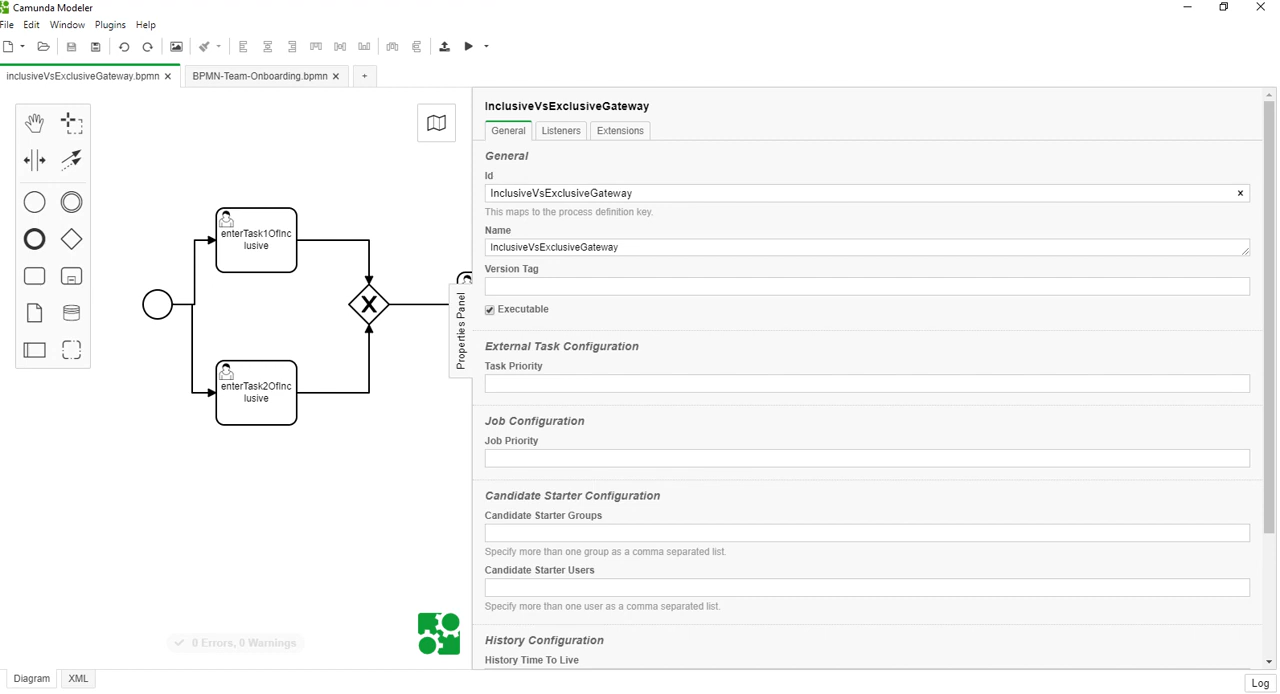 Camunda Modeler
File Edit Window Plugins Help
inclusiveVsExclusiveGateway.bpmn × BPMN-Team-Onboarding.bpmn × +
enterTask1OfInc
lusive
X
enterTask2OfInc
lusive
Properties Panel
0 Errors, 0 Warnings
InclusiveVsExclusiveGateway
General Listeners Extensions
General
Id
InclusiveVsExclusiveGateway ×
This maps to the process definition key.
Name
InclusiveVsExclusiveGateway
Version Tag
Executable
External Task Configuration
Task Priority
Job Configuration
Job Priority
Candidate Starter Configuration
Candidate Starter Groups
Specify more than one group as a comma separated list.
Candidate Starter Users
Specify more than one user as a comma separated list.
History Configuration
History Time To Live
Diagram XML
Log